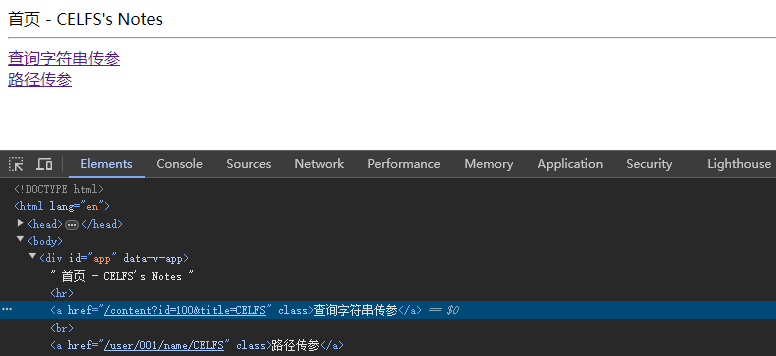 首页 - CELFS's Notes
查询字符串传参
路径传参
Elements Console Sources Network Performance Memory Application Security Lighthouse
<!DOCTYPE html>
<html lang="en">
<head>…</head>
<body>
<div id="app" data-v-app>
" 首页 - CELFS's Notes "
<hr>
… <a href="/content?id=100&title=CELFS" class>查询字符串传参</a> == $0
<br>
<a href="/user/001/name/CELFS" class>路径传参</a>